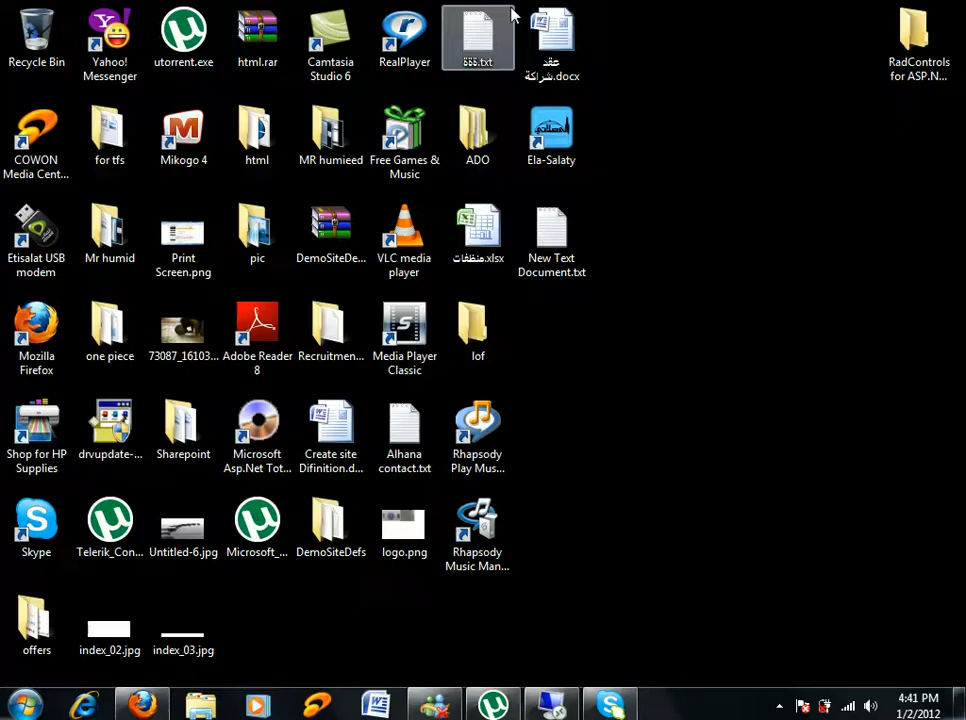 Recycle Bin
Yahoo!
Messenger
utorrent.exe
html.rar
Camtasia
Studio 6
RealPlayer
ققق.txt
عقد
شراكة.docx
RadControls
for ASP.N...
COWON
Media Cent...
for tfs
Mikogo 4
html
MR humieed
Free Games &
Music
ADO
Ela-Salaty
Etisalat USB
modem
Mr humid
Print
Screen.png
pic
DemoSiteDe...
VLC media
player
منظفات.xlsx
New Text
Document.txt
Mozilla
Firefox
one piece
73087_16103...
Adobe Reader
8
Recruitmen...
Media Player
Classic
lof
Shop for HP
Supplies
drvupdate-...
Sharepoint
Microsoft
Asp.Net Tot...
Create site
Difinition.d...
Alhana
contact.txt
Rhapsody
Play Mus...
Skype
Telerik_Con...
Untitled-6.jpg
Microsoft_...
DemoSiteDefs
logo.png
Rhapsody
Music Man...
offers
index_02.jpg
index_03.jpg
4:41 PM
1/2/2012